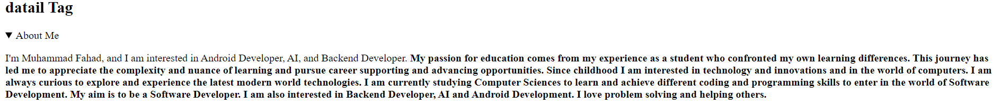 datail Tag
▼ About Me
I'm Muhammad Fahad, and I am interested in Android Developer, AI, and Backend Developer. My passion for education comes from my experience as a student who confronted my own learning differences. This journey has
led me to appreciate the complexity and nuance of learning and pursue career supporting and advancing opportunities. Since childhood I am interested in technology and innovations and in the world of computers. I am
always curious to explore and experience the latest modern world technologies. I am currently studying Computer Sciences to learn and achieve different coding and programming skills to enter in the world of Software
Development. My aim is to be a Software Developer. I am also interested in Backend Developer, AI and Android Development. I love problem solving and helping others.